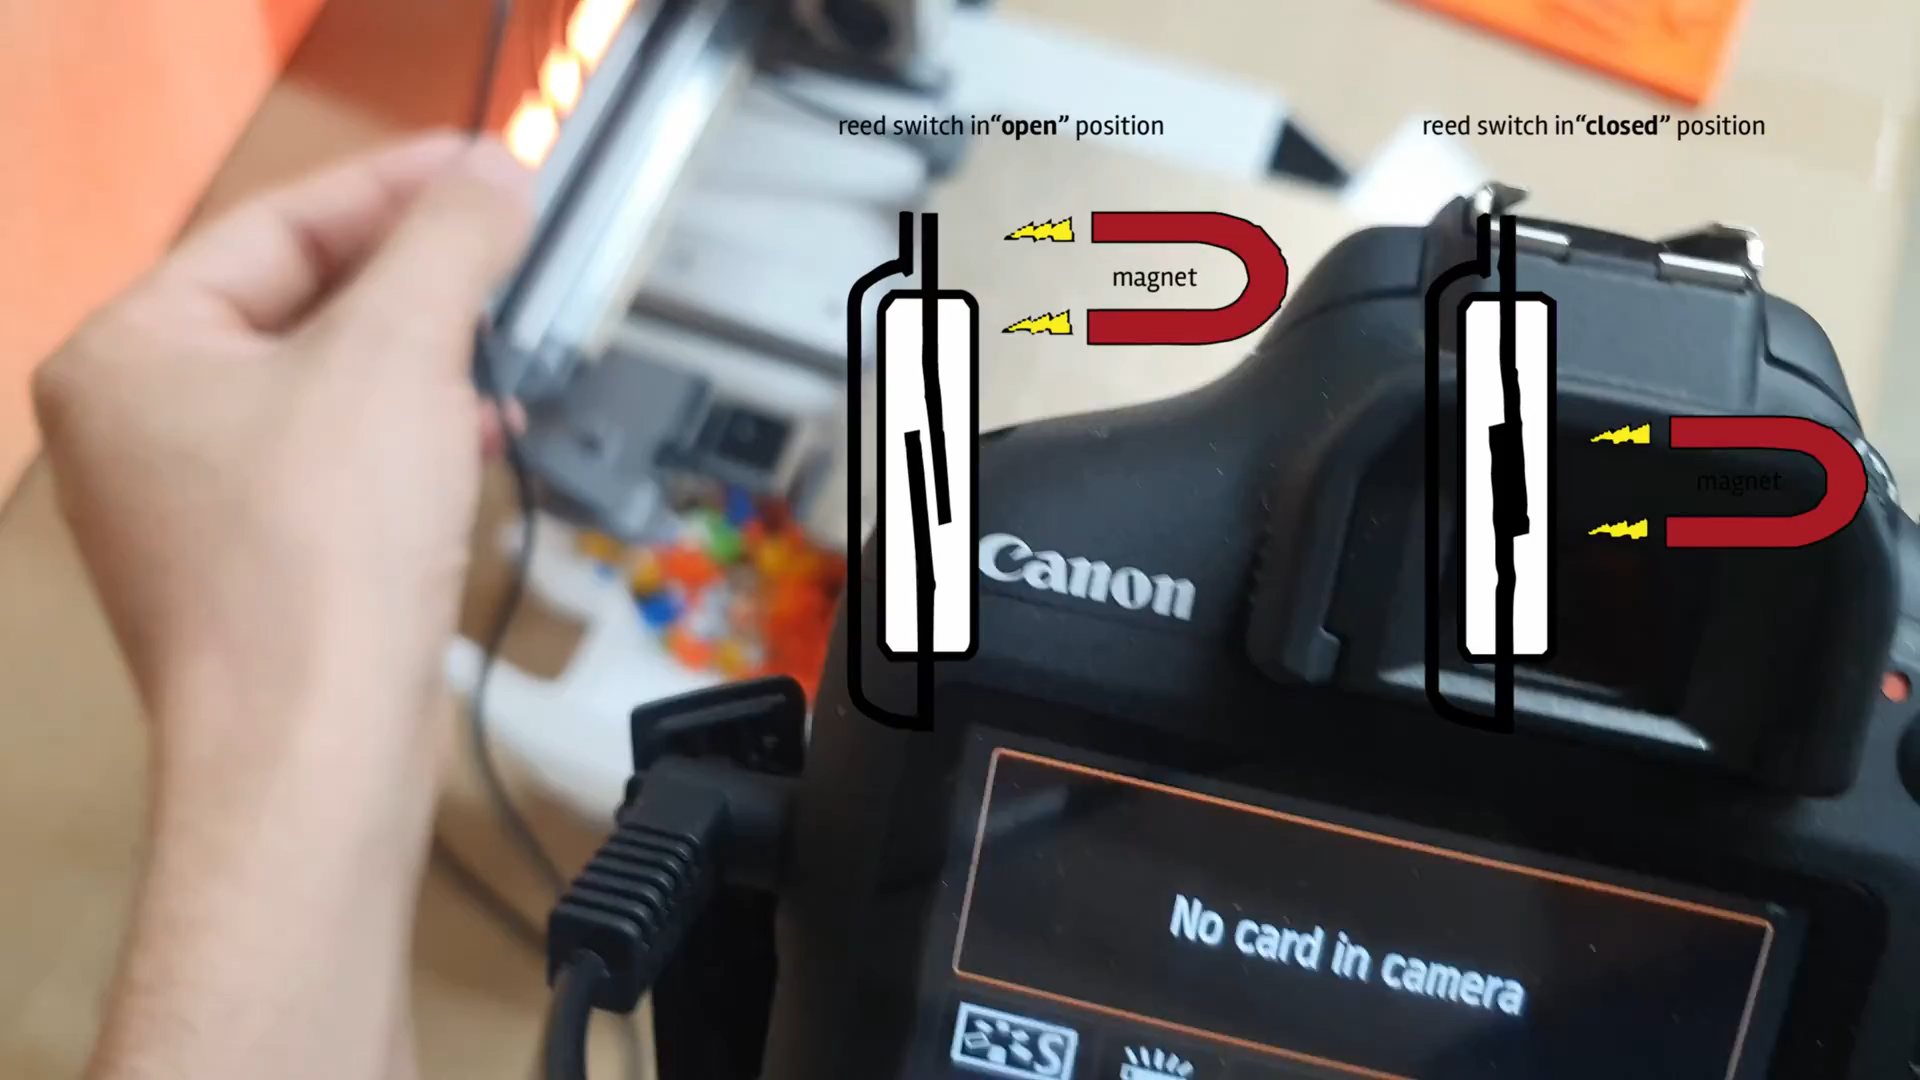 reed switch in“open” position
reed switch in“closed” position
magnet
magnet
Canon
No card in camera
S